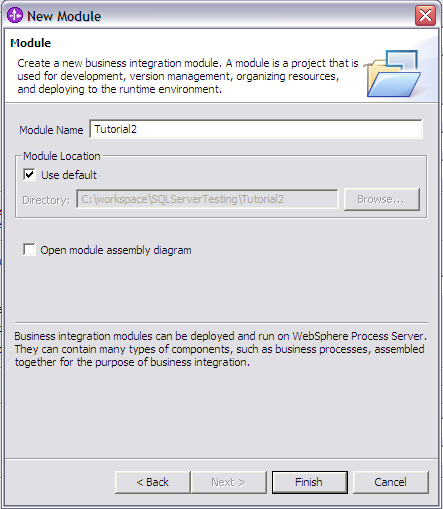 New Module
Module
Create a new business integration module. A module is a project that is
used for development, version management, organizing resources,
and deploying to the runtime environment.
Module Name Tutorial2
Module Location
Use default
Directory: C:\workspace\SQLServerTesting\Tutorial2 Browse...
Open module assembly diagram
Business integration modules can be deployed and run on WebSphere Process Server.
They can contain many types of components, such as business processes, assembled
together for the purpose of business integration.
< Back Next > Finish Cancel